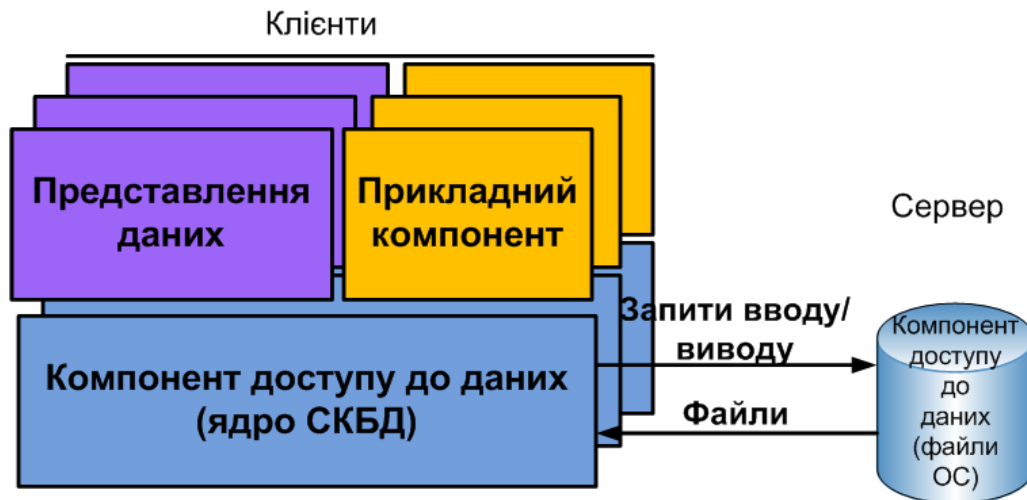 Клієнти
Представлення
даних
Прикладний
компонент
Сервер
Компонент доступу до даних
(ядро СКБД)
Запити вводу/
виводу
Файли
Компонент
доступу
до
даних
(файли
ОС)